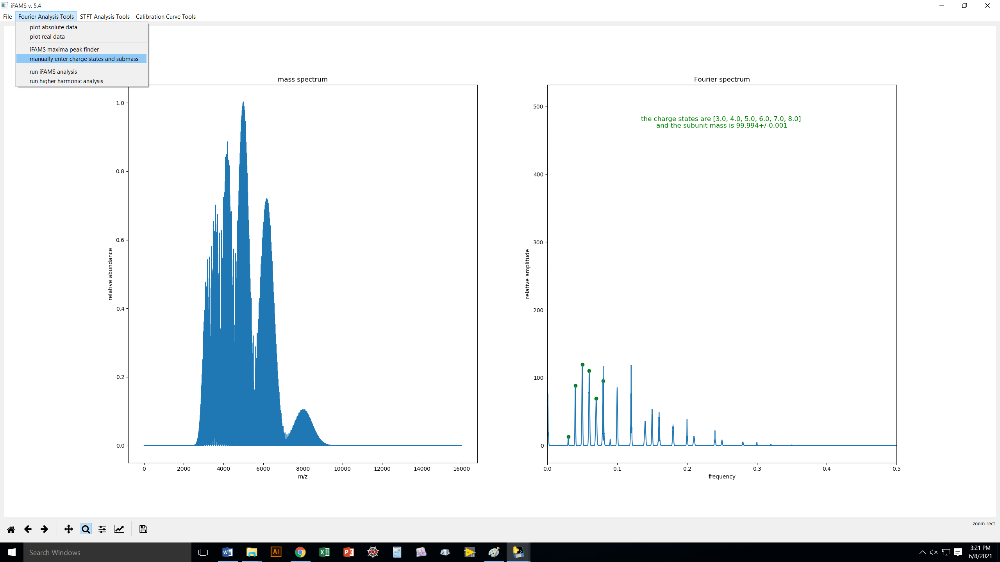 iFAMS v. 5.4
File Fourier Analysis Tools STFT Analysis Tools Calibration Curve Tools
plot absolute data
plot real data
iFAMS maxima peak finder
manually enter charge states and submass
run iFAMS analysis
run higher harmonic analysis
mass spectrum
1.0
0.8
0.6
0.4
0.2
0.0
relative abundance
0 2000 4000 6000 8000 10000 12000 14000 16000
m/z
Fourier spectrum
the charge states are [3.0, 4.0, 5.0, 6.0, 7.0, 8.0]
and the subunit mass is 99.994+/-0.001
500
400
300
200
100
0
relative amplitude
0.0 0.1 0.2 0.3 0.4 0.5
frequency
zoom rect
Search Windows
Ai
19
3:21 PM
6/8/2021